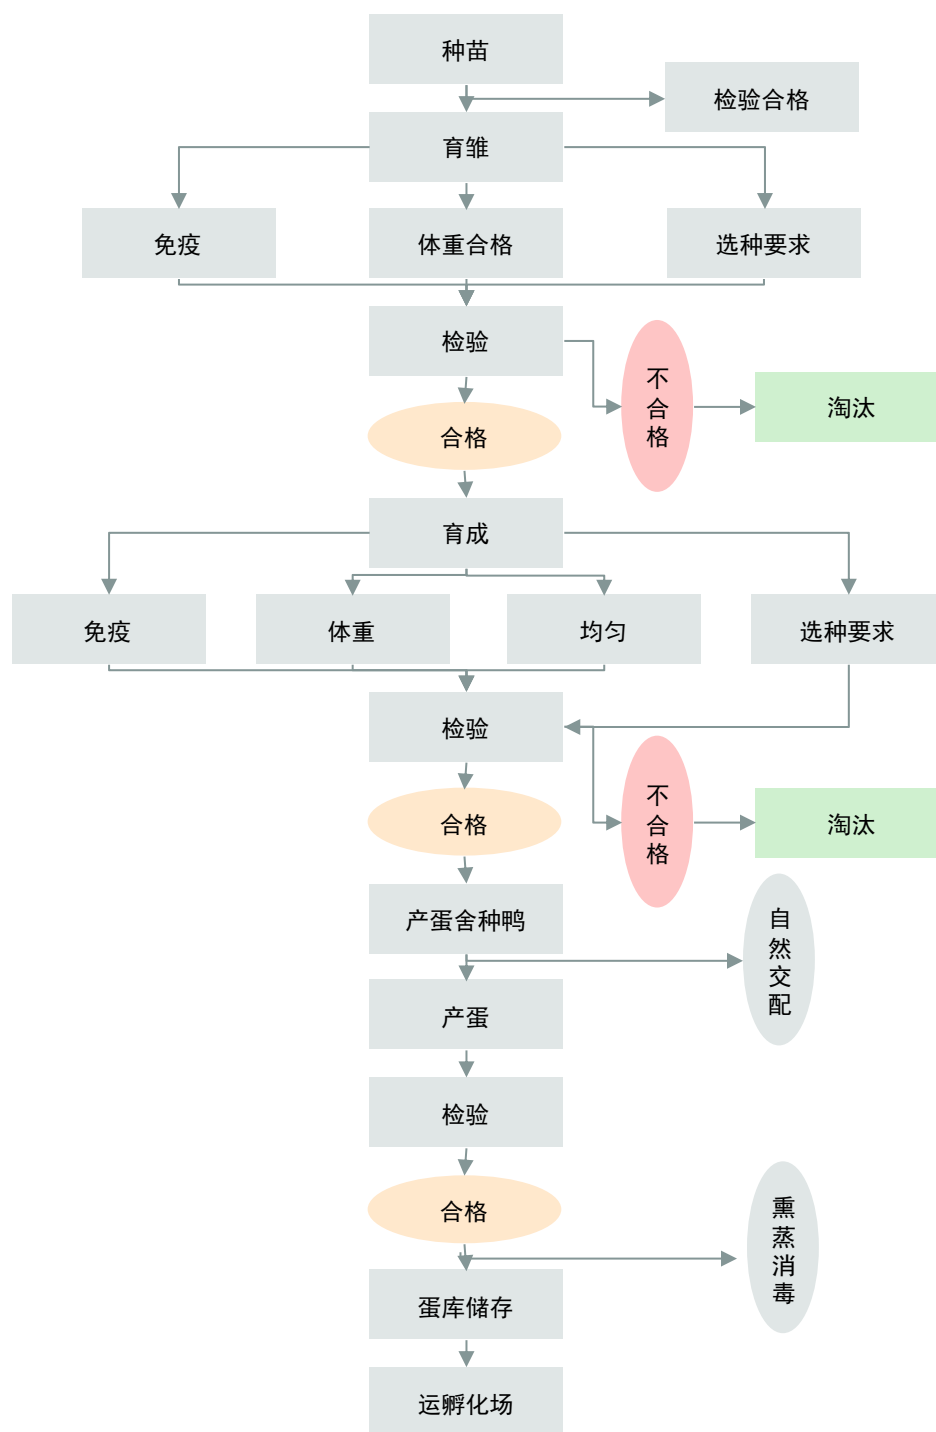 种苗
检验合格
育雏
免疫
体重合格
选种要求
检验
不合格
淘汰
合格
育成
免疫
体重
均匀
选种要求
检验
不合格
淘汰
合格
产蛋舍种鸭
自然交配
产蛋
检验
合格
熏蒸消毒
蛋库储存
运孵化场